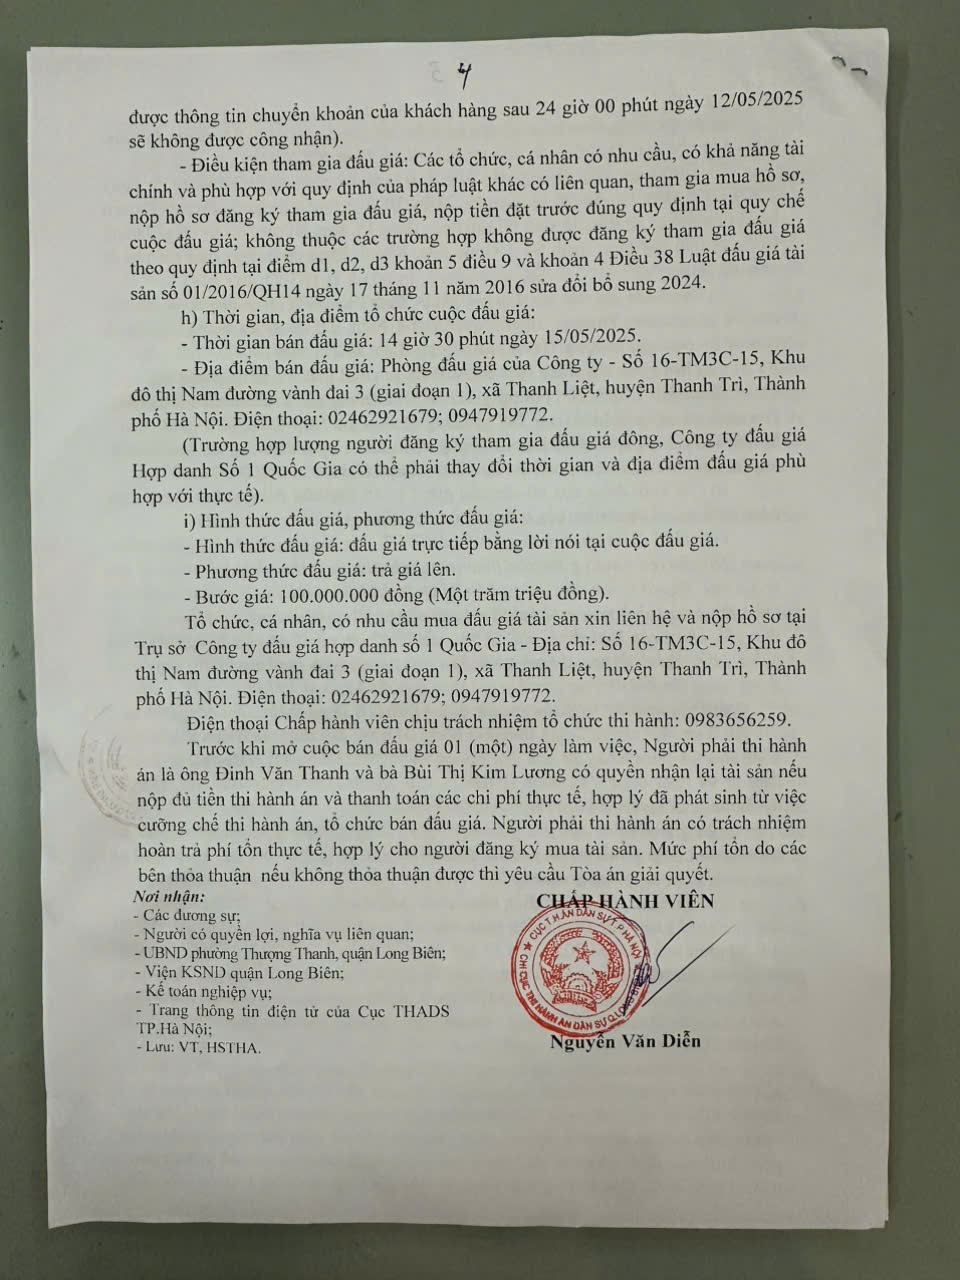 4
được thông tin chuyển khoản của khách hàng sau 24 giờ 00 phút ngày 12/05/2025
sẽ không được công nhận).
- Điều kiện tham gia đấu giá: Các tổ chức, cá nhân có nhu cầu, có khả năng tài
chính và phù hợp với quy định của pháp luật khác có liên quan, tham gia mua hồ sơ,
nộp hồ sơ đăng ký tham gia đấu giá, nộp tiền đặt trước đúng quy định tại quy chế
cuộc đấu giá; không thuộc các trường hợp không được đăng ký tham gia đấu giá
theo quy định tại điểm d1, d2, d3 khoản 5 điều 9 và khoản 4 Điều 38 Luật đấu giá tài
sản số 01/2016/QH14 ngày 17 tháng 11 năm 2016 sửa đổi bổ sung 2024.
h) Thời gian, địa điểm tổ chức cuộc đấu giá:
- Thời gian bán đấu giá: 14 giờ 30 phút ngày 15/05/2025.
- Địa điểm bán đấu giá: Phòng đấu giá của Công ty - Số 16-TM3C-15, Khu
đô thị Nam đường vành đai 3 (giai đoạn 1), xã Thanh Liệt, huyện Thanh Trì, Thành
phố Hà Nội. Điện thoại: 02462921679; 0947919772.
(Trường hợp lượng người đăng ký tham gia đấu giá đông, Công ty đấu giá
Hợp danh Số 1 Quốc Gia có thể phải thay đổi thời gian và địa điểm đấu giá phù
hợp với thực tế).
i) Hình thức đấu giá, phương thức đấu giá:
- Hình thức đấu giá: đấu giá trực tiếp bằng lời nói tại cuộc đấu giá.
- Phương thức đấu giá: trả giá lên.
- Bước giá: 100.000.000 đồng (Một trăm triệu đồng).
Tổ chức, cá nhân, có nhu cầu mua đấu giá tài sản xin liên hệ và nộp hồ sơ tại
Trụ sở Công ty đấu giá hợp danh số 1 Quốc Gia - Địa chỉ: Số 16-TM3C-15, Khu đô
thị Nam đường vành đai 3 (giai đoạn 1), xã Thanh Liệt, huyện Thanh Trì, Thành
phố Hà Nội. Điện thoại: 02462921679; 0947919772.
Điện thoại Chấp hành viên chịu trách nhiệm tổ chức thi hành: 0983656259.
Trước khi mở cuộc bán đấu giá 01 (một) ngày làm việc, Người phải thi hành
án là ông Đinh Văn Thanh và bà Bùi Thị Kim Lương có quyền nhận lại tài sản nếu
nộp đủ tiền thi hành án và thanh toán các chi phí thực tế, hợp lý đã phát sinh từ việc
cưỡng chế thi hành án, tổ chức bán đấu giá. Người phải thi hành án có trách nhiệm
hoàn trả phí tổn thực tế, hợp lý cho người đăng ký mua tài sản. Mức phí tổn do các
bên thỏa thuận nếu không thỏa thuận được thì yêu cầu Tòa án giải quyết.
Nơi nhận:
- Các đương sự;
- Người có quyền lợi, nghĩa vụ liên quan;
- UBND phường Thượng Thanh, quận Long Biên;
- Viện KSND quận Long Biên;
- Kế toán nghiệp vụ;
- Trang thông tin điện tử của Cục THADS
TP.Hà Nội;
- Lưu: VT, HSTHA.
CHẤP HÀNH VIÊN
CỤC T.H ÁN DÂN SỰ T.P HÀ NỘI
CHI CỤC THI HÀNH ÁN DÂN SỰ Q.LONG BIÊN
Nguyễn Văn Diễn